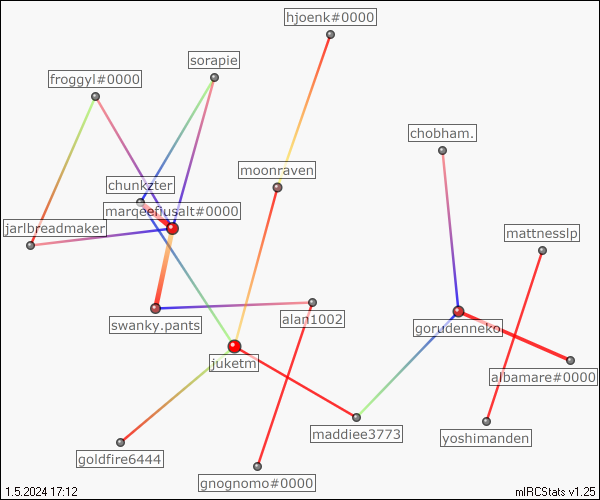 hjoenk#0000
sorapie
froggyl#0000
chobham.
moonraven
chunkzter
marqeefiusalt#0000
jarlbreadmaker
mattnesslp
swanky.pants
alan1002
gorudenneko
juketm
albamare#0000
maddiee3773
yoshimanden
goldfire6444
gnognomo#0000
1.5.2024 17:12
mIRCStats v1.25